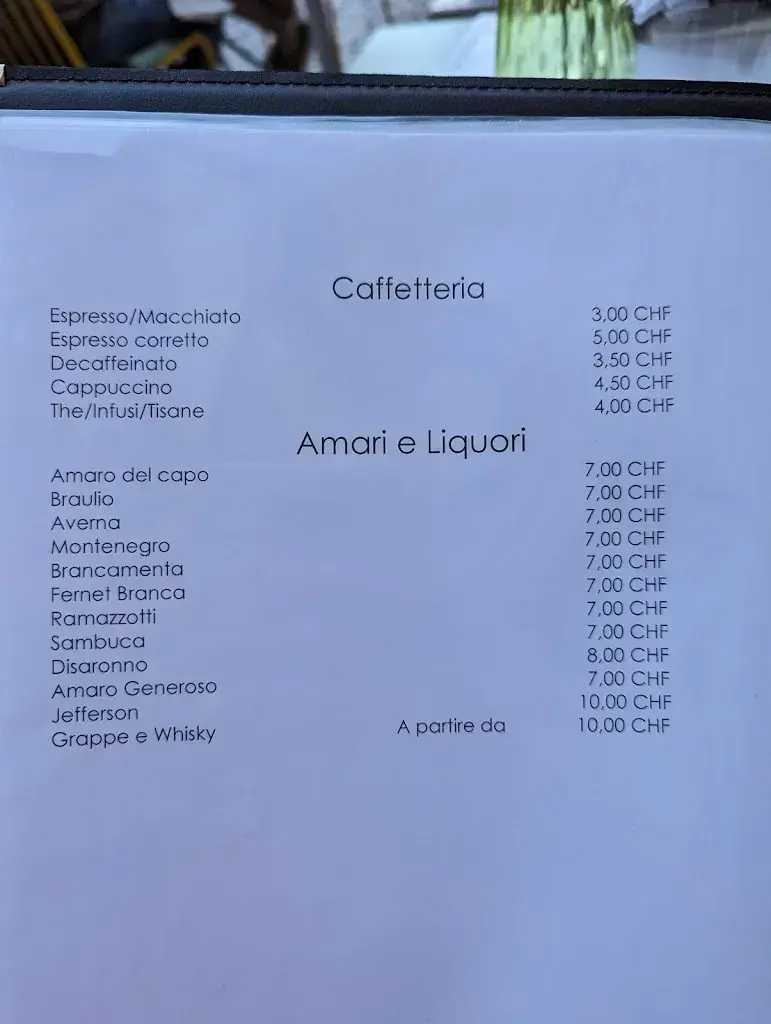 Caffetteria
Espresso/Macchiato 3,00 CHF
Espresso corretto 5,00 CHF
Decaffeinato 3,50 CHF
Cappuccino 4,50 CHF
The/Infusi/Tisane 4,00 CHF
Amari e Liquori
Amaro del capo 7,00 CHF
Braulio 7,00 CHF
Averna 7,00 CHF
Montenegro 7,00 CHF
Brancamenta 7,00 CHF
Fernet Branca 7,00 CHF
Ramazzotti 7,00 CHF
Sambuca 7,00 CHF
Disaronno 8,00 CHF
Amaro Generoso 7,00 CHF
Jefferson 10,00 CHF
Grappe e Whisky A partire da 10,00 CHF